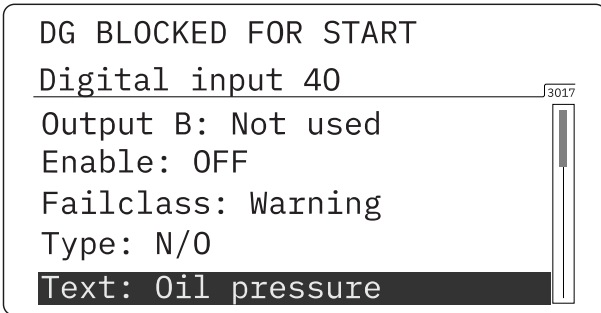 DG BLOCKED FOR START
Digital input 40
3017
Output B: Not used
Enable: OFF
Failclass: Warning
Type: N/O
Text: Oil pressure